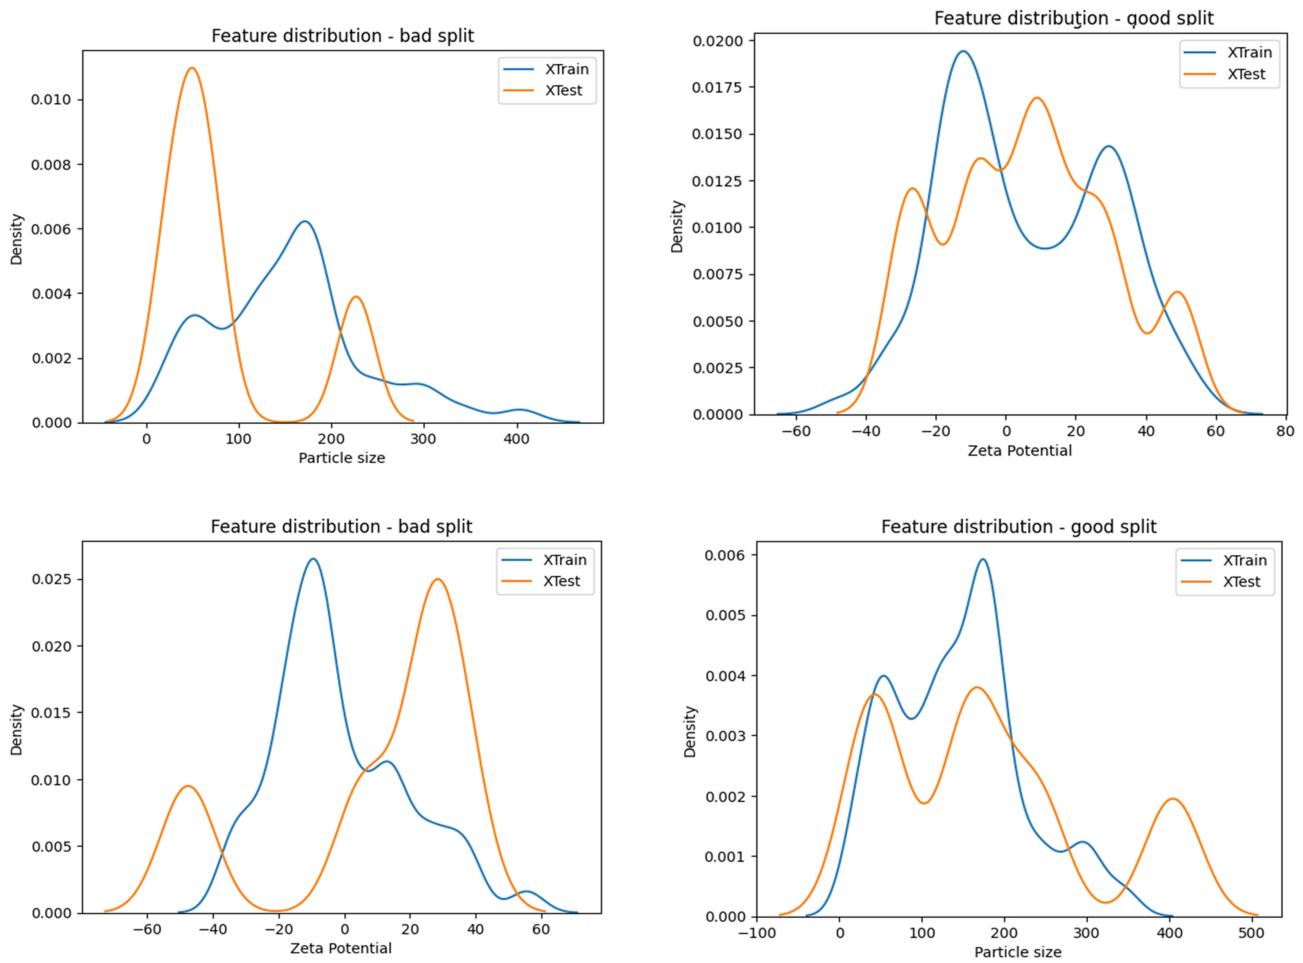 Feature distribution - bad split
XTrain
XTest
0.010
0.008
0.006
0.004
0.002
0.000
Density
0
100
200
300
400
Particle size
Feature distribution - good split
XTrain
XTest
0.0200
0.0175
0.0150
0.0125
0.0100
0.0075
0.0050
0.0025
0.0000
Density
−60
−40
−20
0
20
40
60
80
Zeta Potential
Feature distribution - bad split
XTrain
XTest
0.025
0.020
0.015
0.010
0.005
0.000
Density
−60
−40
−20
0
20
40
60
Zeta Potential
Feature distribution - good split
XTrain
XTest
0.006
0.005
0.004
0.003
0.002
0.001
0.000
Density
−100
0
100
200
300
400
500
Particle size